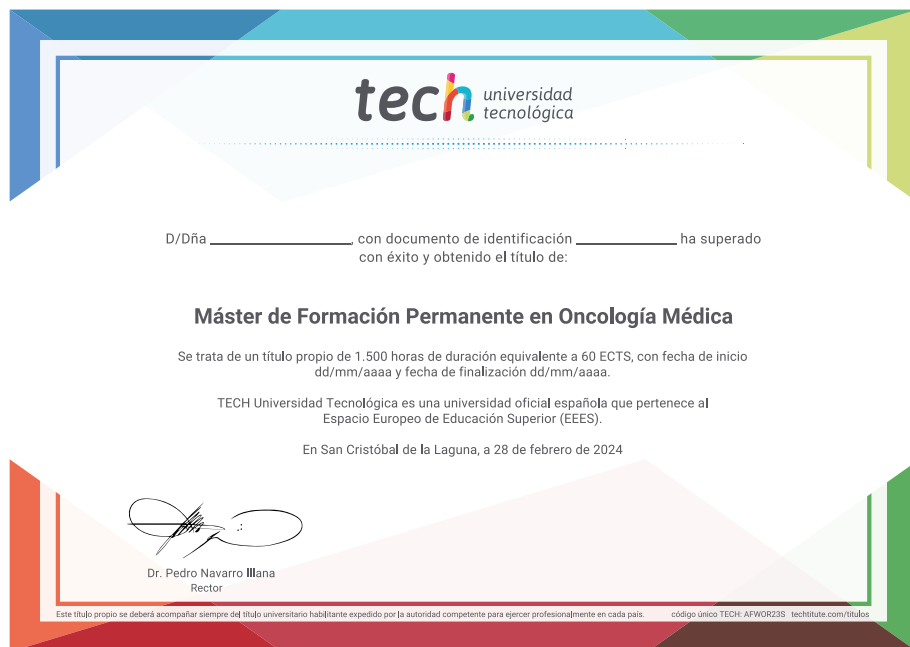 tech universidad
tecnológica
D/Dña ____________________, con documento de identificación ______________ ha superado
con éxito y obtenido el título de:
Máster de Formación Permanente en Oncología Médica
Se trata de un título propio de 1.500 horas de duración equivalente a 60 ECTS, con fecha de inicio
dd/mm/aaaa y fecha de finalización dd/mm/aaaa.
TECH Universidad Tecnológica es una universidad oficial española que pertenece al
Espacio Europeo de Educación Superior (EEES).
En San Cristóbal de la Laguna, a 28 de febrero de 2024
Dr. Pedro Navarro Illana
Rector
Este título propio se deberá acompañar siempre del título universitario habilitante expedido por la autoridad competente para ejercer profesionalmente en cada país. código único TECH: AFWOR23S techtitute.com/titulos